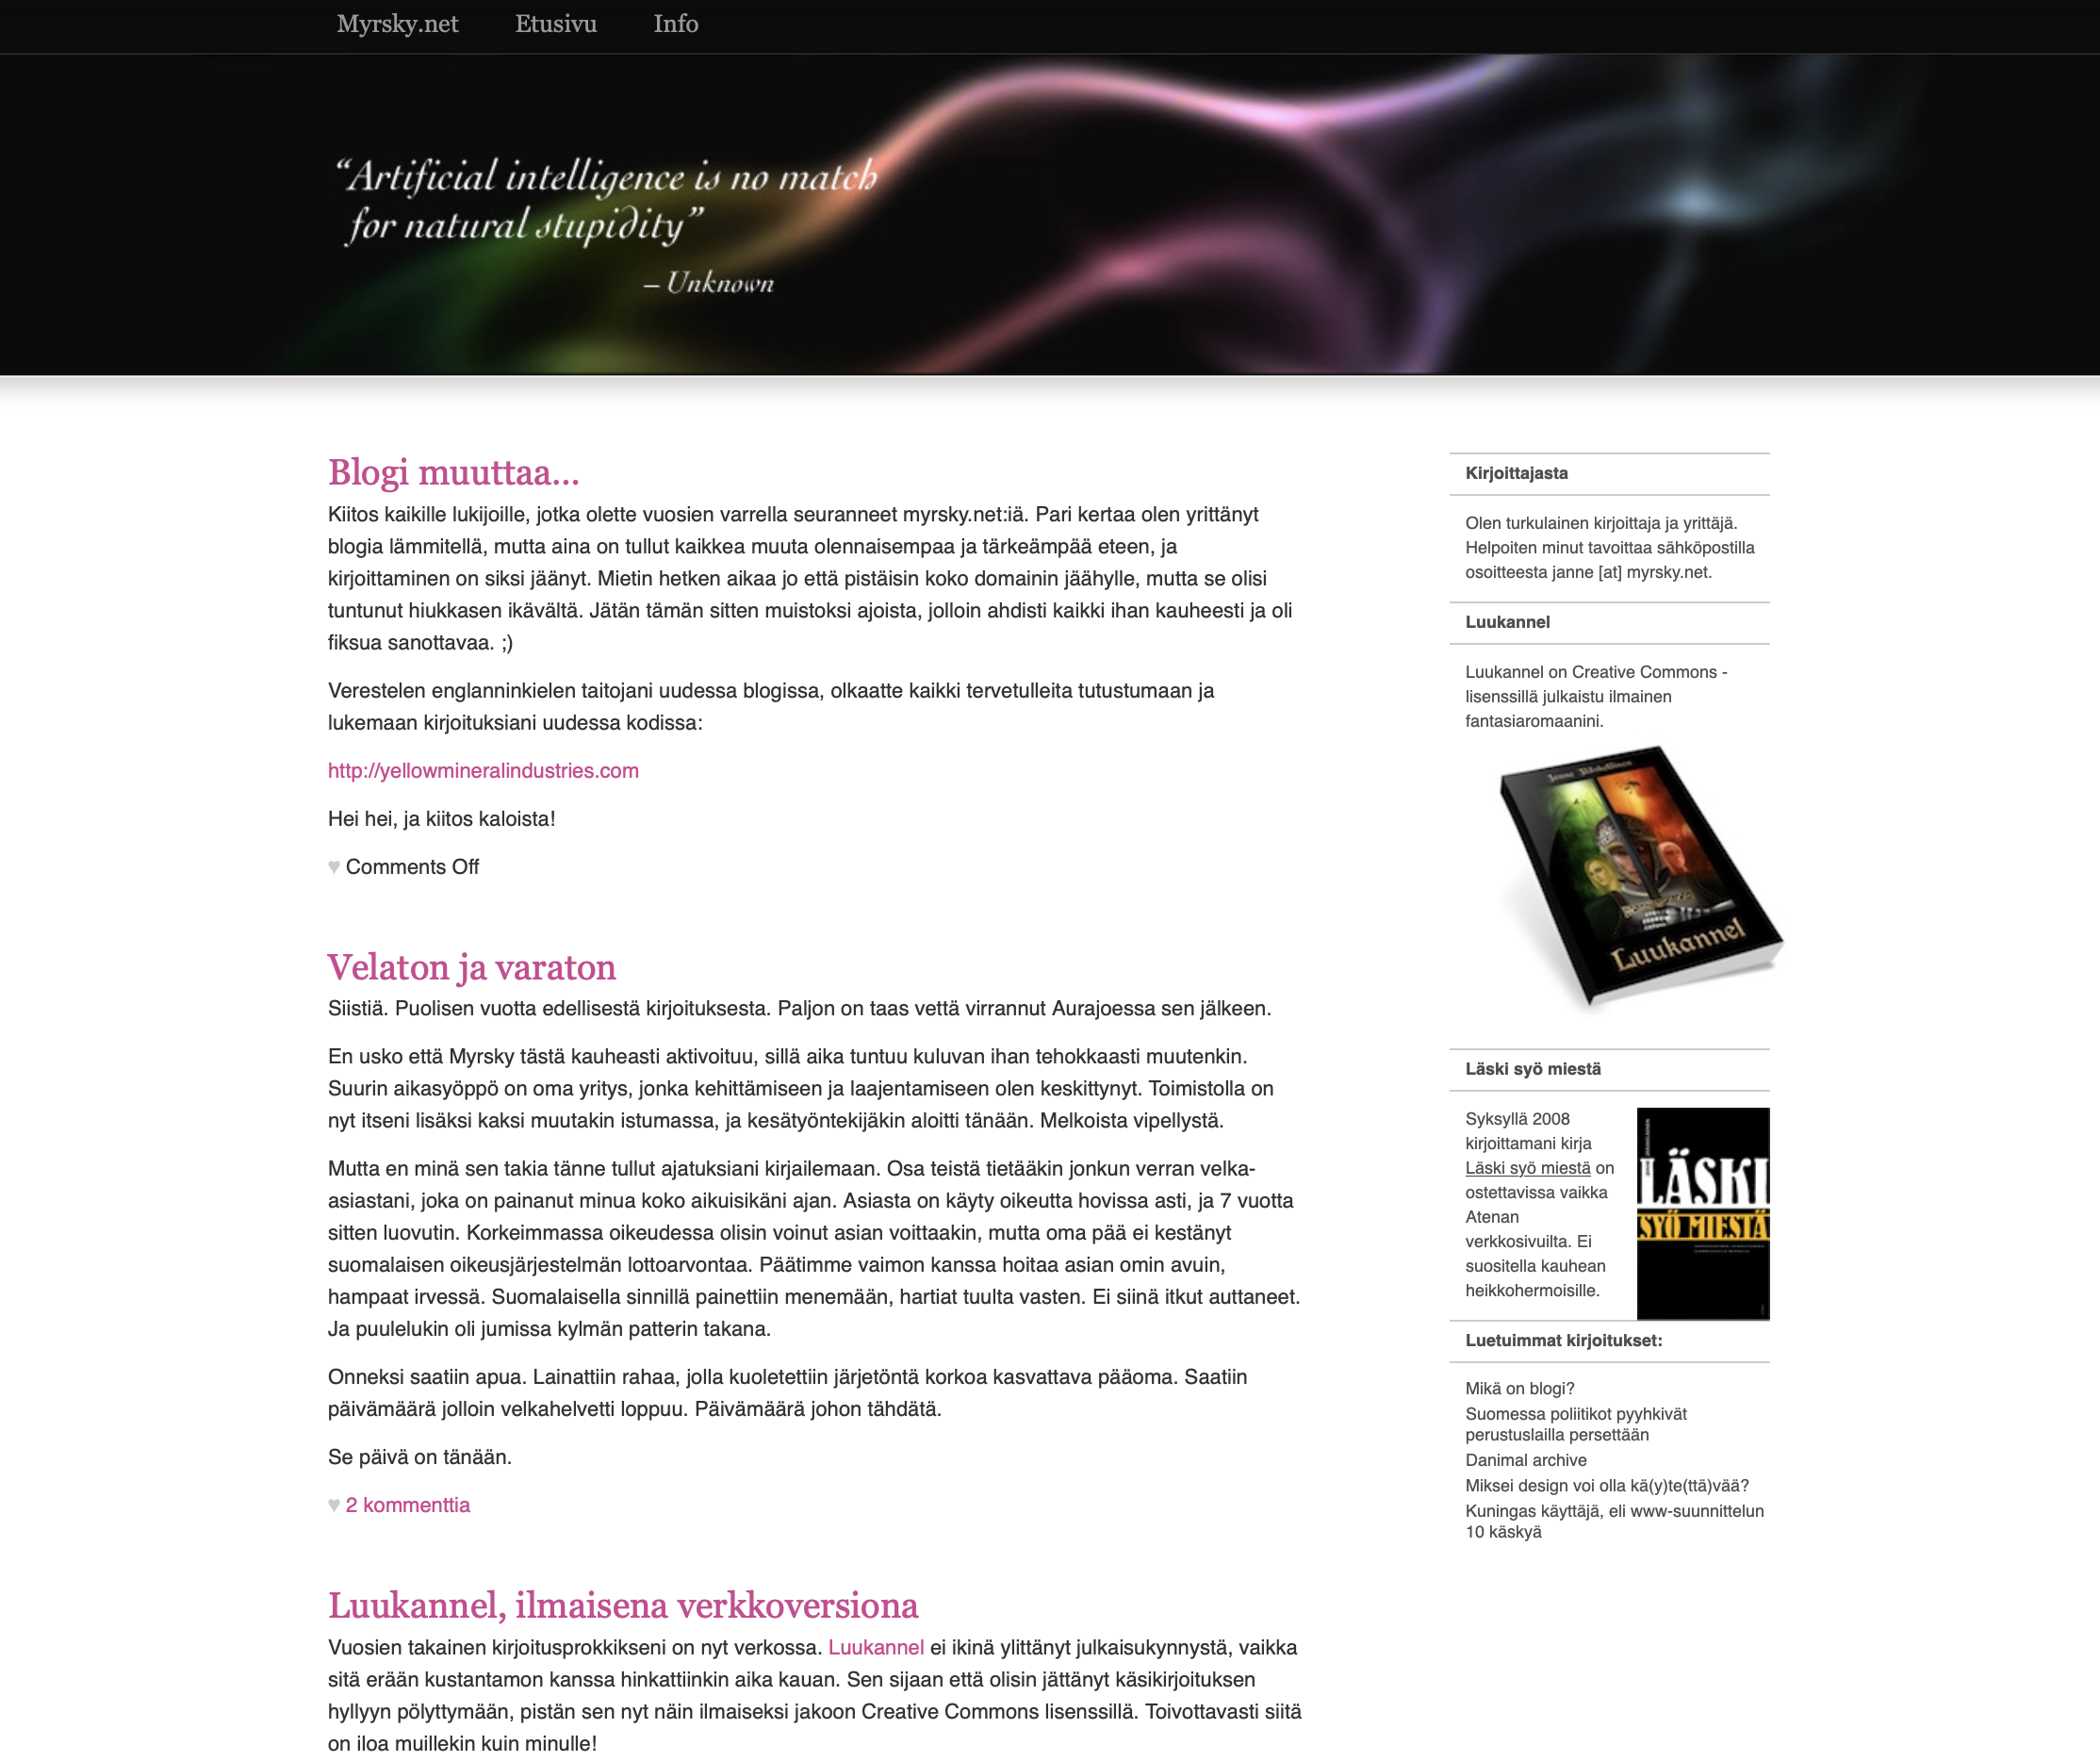 Myrsky.net Etusivu Info
“Artificial intelligence is no match
for natural stupidity”
– Unknown
Blogi muuttaa...
Kiitos kaikille lukijoille, jotka olette vuosien varrella seuranneet myrsky.net:iä. Pari kertaa olen yrittänyt
blogia lämmitellä, mutta aina on tullut kaikkea muuta olennaisempaa ja tärkeämpää eteen, ja
kirjoittaminen on siksi jäänyt. Mietin hetken aikaa jo että pistäisin koko domainin jäähylle, mutta se olisi
tuntunut hiukkasen ikävältä. Jätän tämän sitten muistoksi ajoista, jolloin ahdisti kaikki ihan kauheesti ja oli
fiksua sanottavaa. ;)
Verestelen englanninkielen taitojani uudessa blogissa, olkaatte kaikki tervetulleita tutustumaan ja
lukemaan kirjoituksiani uudessa kodissa:
http://yellowmineralindustries.com
Hei hei, ja kiitos kaloista!
♥ Comments Off
Velaton ja varaton
Siistiä. Puolisen vuotta edellisestä kirjoituksesta. Paljon on taas vettä virrannut Aurajoessa sen jälkeen.
En usko että Myrsky tästä kauheasti aktivoituu, sillä aika tuntuu kuluvan ihan tehokkaasti muutenkin.
Suurin aikasyöppö on oma yritys, jonka kehittämiseen ja laajentamiseen olen keskittynyt. Toimistolla on
nyt itseni lisäksi kaksi muutakin istumassa, ja kesätyöntekijäkin aloitti tänään. Melkoista vipellystä.
Mutta en minä sen takia tänne tullut ajatuksiani kirjailemaan. Osa teistä tietääkin jonkun verran velka-
asiastani, joka on painanut minua koko aikuisikäni ajan. Asiasta on käyty oikeutta hovissa asti, ja 7 vuotta
sitten luovutin. Korkeimmassa oikeudessa olisin voinut asian voittaakin, mutta oma pää ei kestänyt
suomalaisen oikeusjärjestelmän lottoarvontaa. Päätimme vaimon kanssa hoitaa asian omin avuin,
hampaat irvessä. Suomalaisella sinnillä painettiin menemään, hartiat tuulta vasten. Ei siinä itkut auttaneet.
Ja puulelukin oli jumissa kylmän patterin takana.
Onneksi saatiin apua. Lainattiin rahaa, jolla kuoletettiin järjetöntä korkoa kasvattava pääoma. Saatiin
päivämäärä jolloin velkahelvetti loppuu. Päivämäärä johon tähdätä.
Se päivä on tänään.
♥ 2 kommenttia
Luukannel, ilmaisena verkkoversiona
Vuosien takainen kirjoitusprokkikseni on nyt verkossa. Luukannel ei ikinä ylittänyt julkaisukynnystä, vaikka
sitä erään kustantamon kanssa hinkattiinkin aika kauan. Sen sijaan että olisin jättänyt käsikirjoituksen
hyllyyn pölyttymään, pistän sen nyt näin ilmaiseksi jakoon Creative Commons lisenssillä. Toivottavasti siitä
on iloa muillekin kuin minulle!
Kirjoittajasta
Olen turkulainen kirjoittaja ja yrittäjä.
Helpoiten minut tavoittaa sähköpostilla
osoitteesta janne [at] myrsky.net.
Luukannel
Luukannel on Creative Commons -
lisenssillä julkaistu ilmainen
fantasiaromaanini.
Luukannel
Läski syö miestä
Syksyllä 2008
kirjoittamani kirja
Läski syö miestä on
ostettavissa vaikka
Atenan
verkkosivuilta. Ei
suositella kauhean
heikkohermoisille.
LÄSKI
SYÖ MIESTÄ
Luetuimmat kirjoitukset:
Mikä on blogi?
Suomessa poliitikot pyyhkivät
perustuslailla persettään
Danimal archive
Miksei design voi olla kä(y)te(ttä)vää?
Kuningas käyttäjä, eli www-suunnittelun
10 käskyä